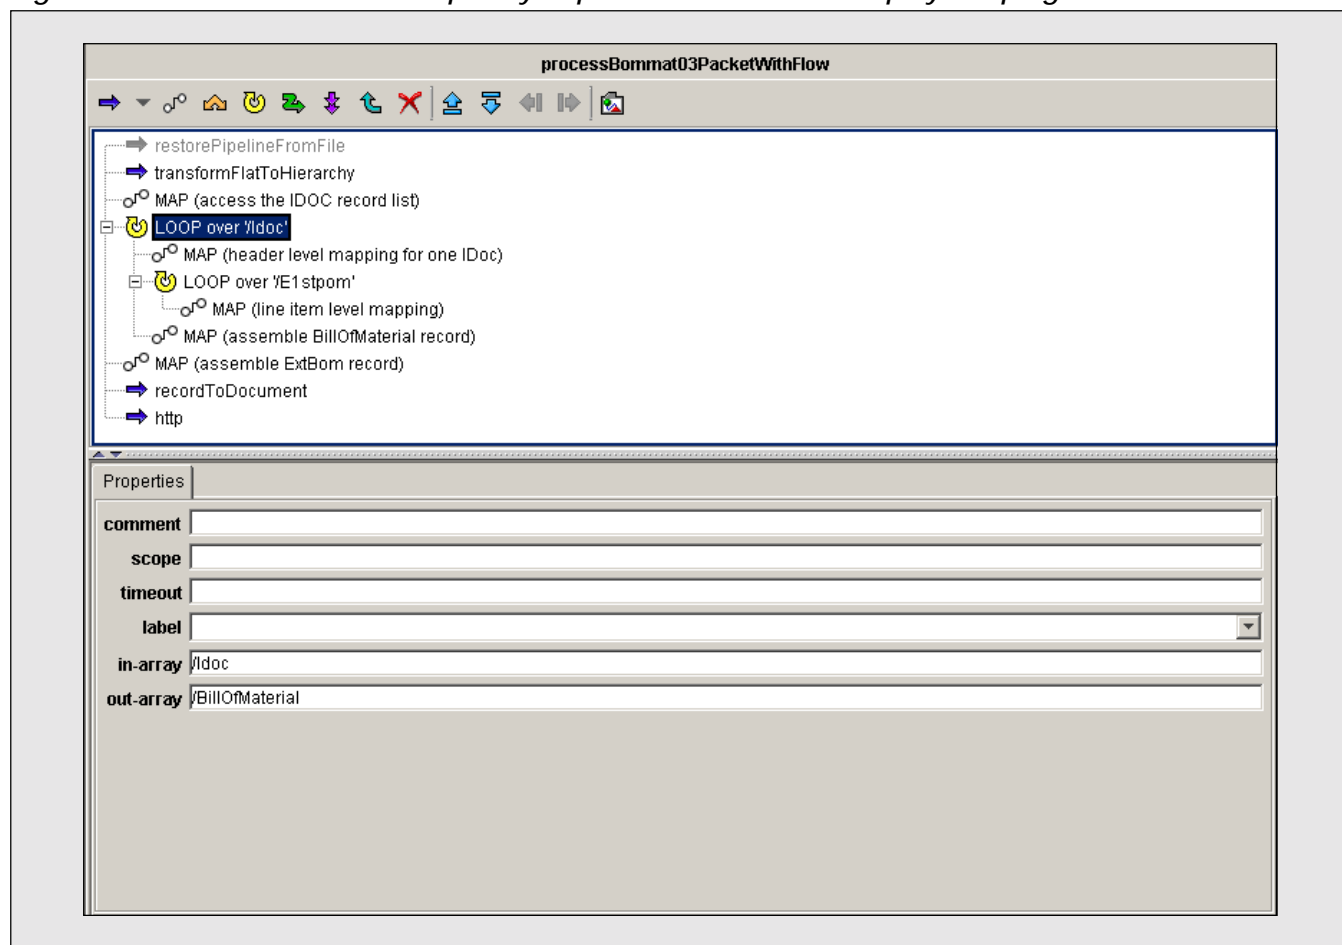 processBommat03PacketWithFlow
restorePipelineFromFile
transformFlatToHierarchy
MAP (access the IDOC record list)
LOOP over '/Idoc'
MAP (header level mapping for one IDoc)
LOOP over '/E1stpom'
MAP (line item level mapping)
MAP (assemble BillOfMaterial record)
MAP (assemble ExtBom record)
recordToDocument
http
Properties
comment
scope
timeout
label
in-array /Idoc
out-array /BillOfMaterial